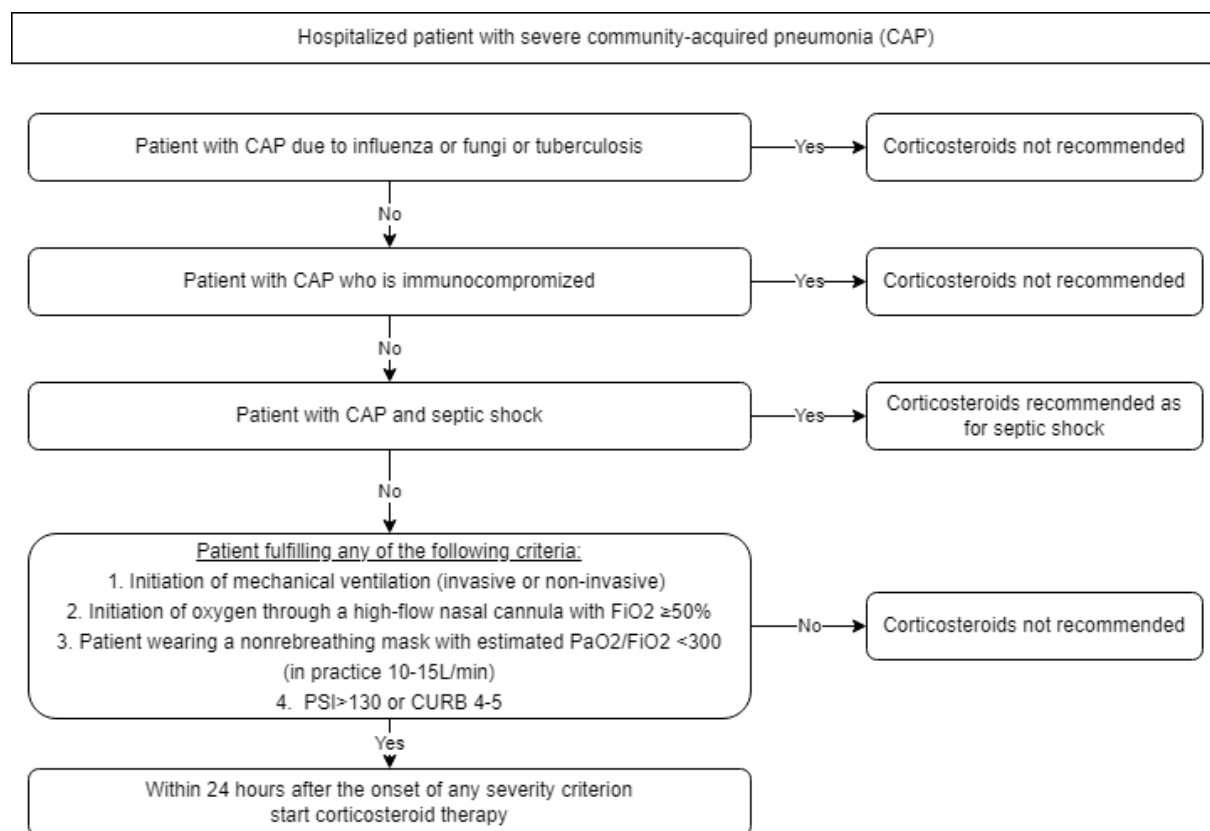 Hospitalized patient with severe community-acquired pneumonia (CAP)
Patient with CAP due to influenza or fungi or tuberculosis
Yes
Corticosteroids not recommended
No
Patient with CAP who is immunocompromized
Yes
Corticosteroids not recommended
No
Patient with CAP and septic shock
Yes
Corticosteroids recommended as
for septic shock
No
Patient fulfilling any of the following criteria:
1. Initiation of mechanical ventilation (invasive or non-invasive)
2. Initiation of oxygen through a high-flow nasal cannula with FiO2 ≥50%
3. Patient wearing a nonrebreathing mask with estimated PaO2/FiO2 <300
(in practice 10-15L/min)
4. PSI>130 or CURB 4-5
No
Corticosteroids not recommended
Yes
Within 24 hours after the onset of any severity criterion
start corticosteroid therapy